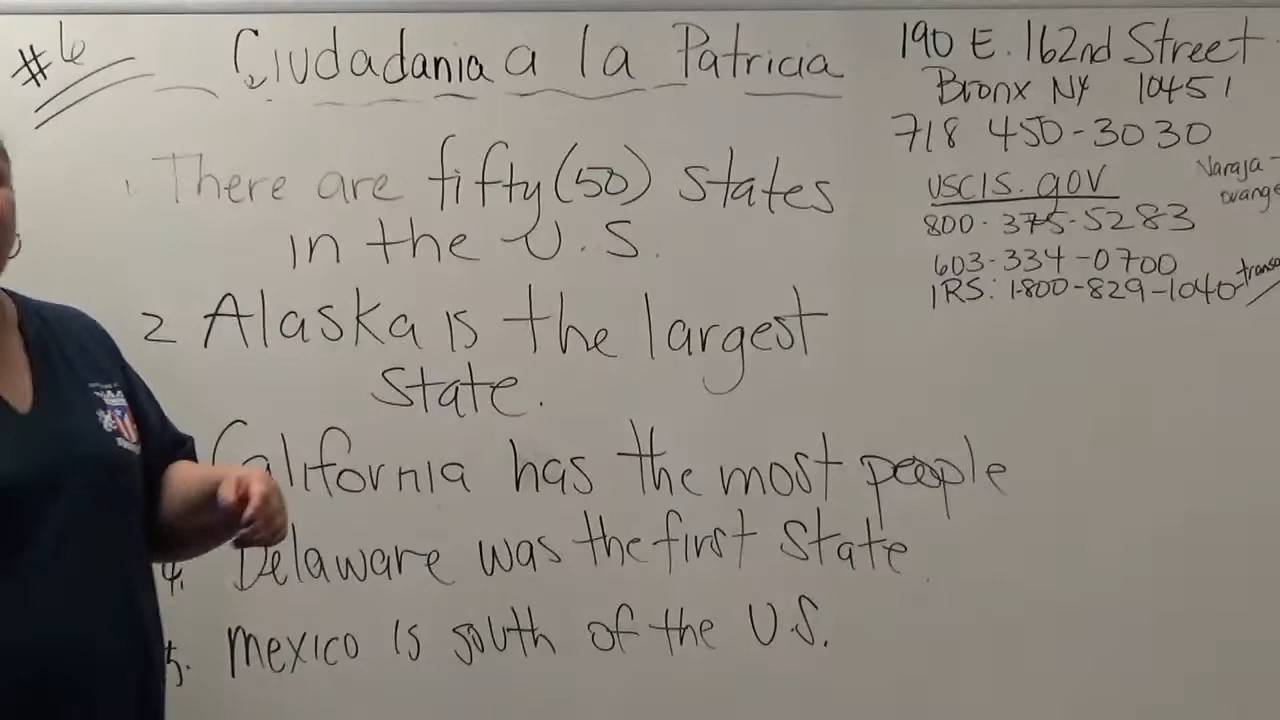 #6
Ciudadania a la Patricia
1. There are fifty (50) states
in the U.S.
2 Alaska is the largest
state.
California has the most people
4. Delaware was the first state
5. Mexico is south of the U.S.
190 E. 162nd Street
Bronx NY 10451
718 450-3030
USCIS.gov
800-375-5283
603-334-0700
IRS: 1-800-829-1040
Naraja -
orange